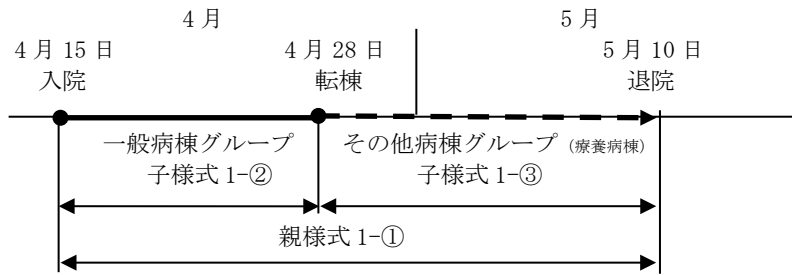 4月 5月
4月15日 4月28日 5月10日
入院 転棟 退院
一般病棟グループ その他病棟グループ（療養病棟）
子様式1-② 子様式1-③
親様式1-①